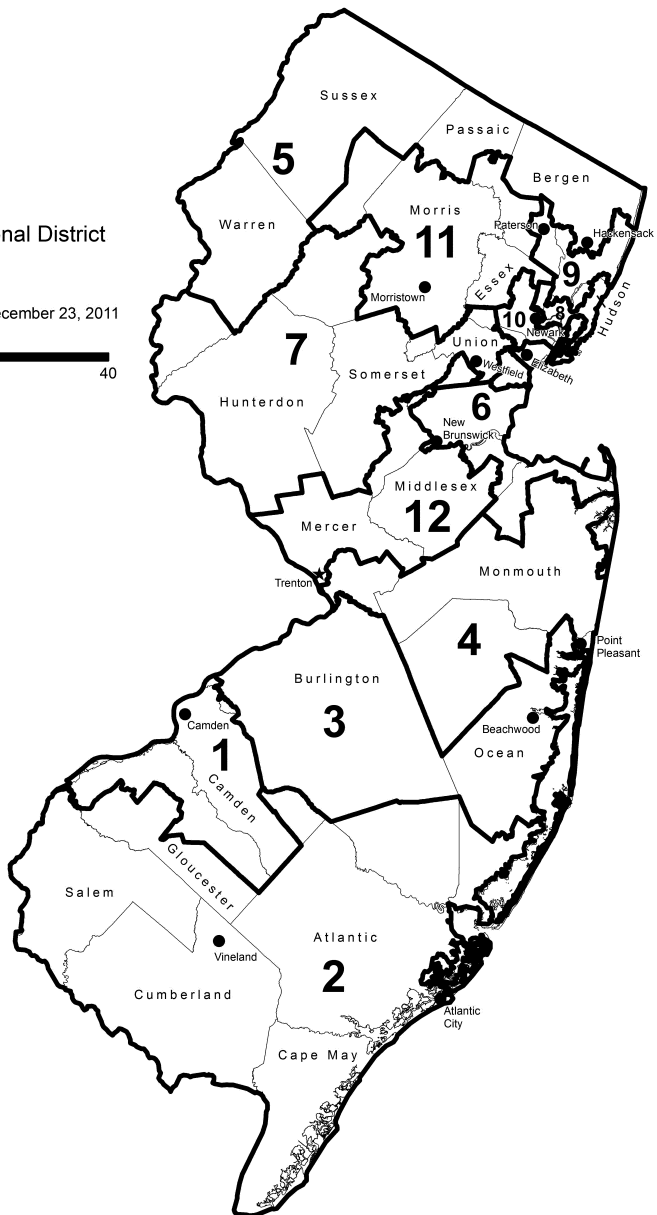 Sussex
Passaic
5
Bergen
Warren
Morris
Paterson
Hackensack
nal District
11
9
Essex
Hudson
ecember 23, 2011
Morristown
10
8
Newark
7
Union
40
Somerset
Westfield
Elizabeth
Hunterdon
6
New
Brunswick
Middlesex
12
Mercer
Monmouth
Trenton
4
Point
Pleasant
Burlington
3
Camden
Beachwood
1
Ocean
Camden
Gloucester
Salem
Atlantic
Vineland
2
Cumberland
Atlantic
City
Cape May